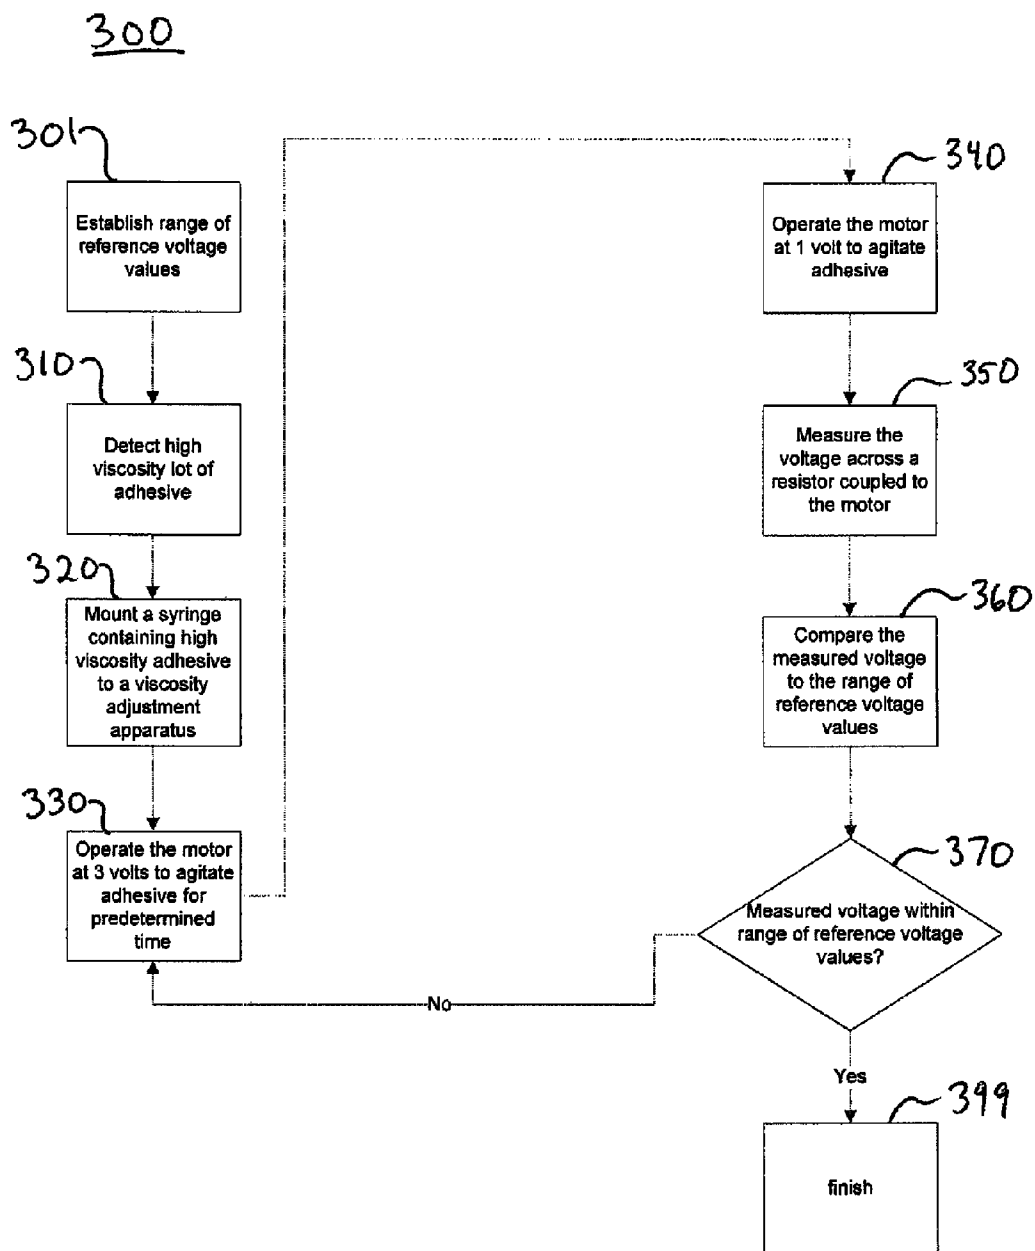 300
301
Establish range of
reference voltage
values
310
Detect high
viscosity lot of
adhesive
320
Mount a syringe
containing high
viscosity adhesive
to a viscosity
adjustment
apparatus
330
Operate the motor
at 3 volts to agitate
adhesive for
predetermined
time
340
Operate the motor
at 1 volt to agitate
adhesive
350
Measure the
voltage across a
resistor coupled to
the motor
360
Compare the
measured voltage
to the range of
reference voltage
values
370
Measured voltage within
range of reference voltage
values?
No
Yes
399
finish